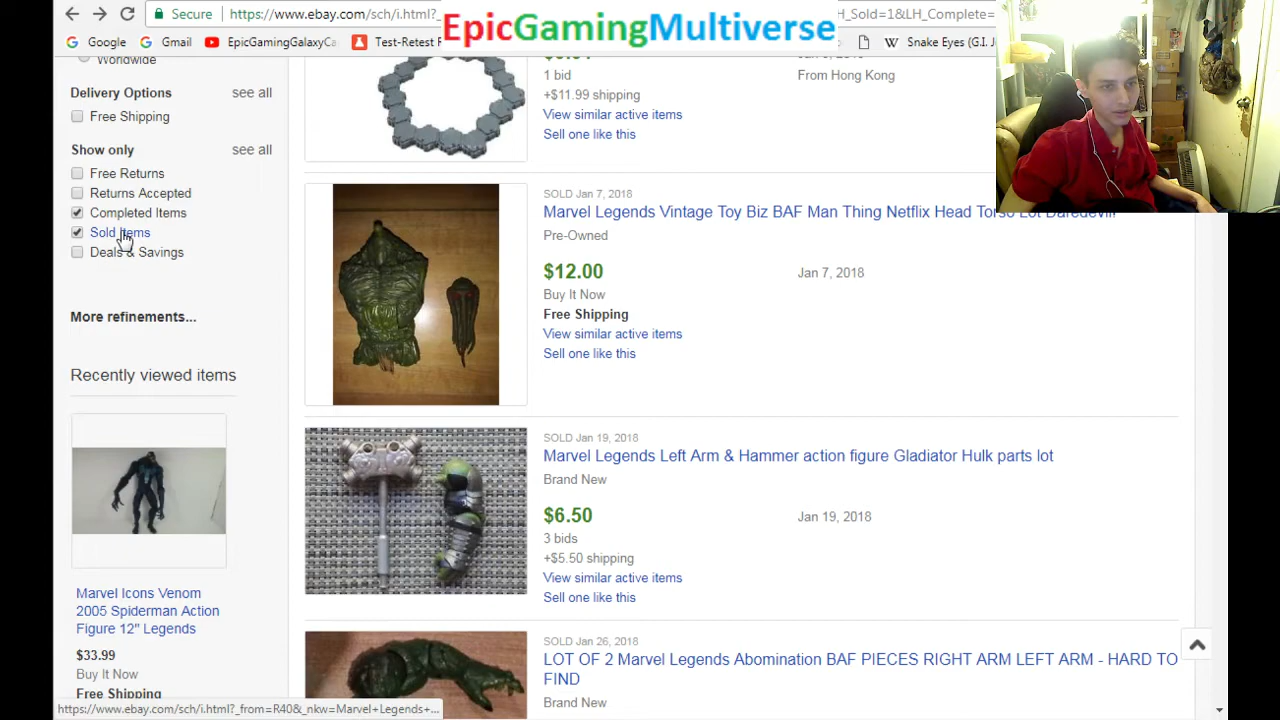 Secure
https://www.ebay.com/sch/i.html?_
H_Sold=1&LH_Complete=
EpicGamingMultiverse
Google
Gmail
EpicGamingGalaxyCa
Test-Retest R
Snake Eyes (G.I. J
Worldwide
Delivery Options
see all
Free Shipping
Show only
see all
Free Returns
Returns Accepted
Completed Items
Sold Items
Deals & Savings
More refinements...
Recently viewed items
Marvel Icons Venom
2005 Spiderman Action
Figure 12" Legends
$33.99
Buy It Now
Free Shipping
https://www.ebay.com/sch/i.html?_from=R40&_nkw=Marvel+Legends+...
1 bid
From Hong Kong
+$11.99 shipping
View similar active items
Sell one like this
SOLD Jan 7, 2018
Marvel Legends Vintage Toy Biz BAF Man Thing Netflix Head Torso Lot Daredevil
Pre-Owned
$12.00
Jan 7, 2018
Buy It Now
Free Shipping
View similar active items
Sell one like this
SOLD Jan 19, 2018
Marvel Legends Left Arm & Hammer action figure Gladiator Hulk parts lot
Brand New
$6.50
Jan 19, 2018
3 bids
+$5.50 shipping
View similar active items
Sell one like this
SOLD Jan 26, 2018
LOT OF 2 Marvel Legends Abomination BAF PIECES RIGHT ARM LEFT ARM - HARD TO
FIND
Brand New